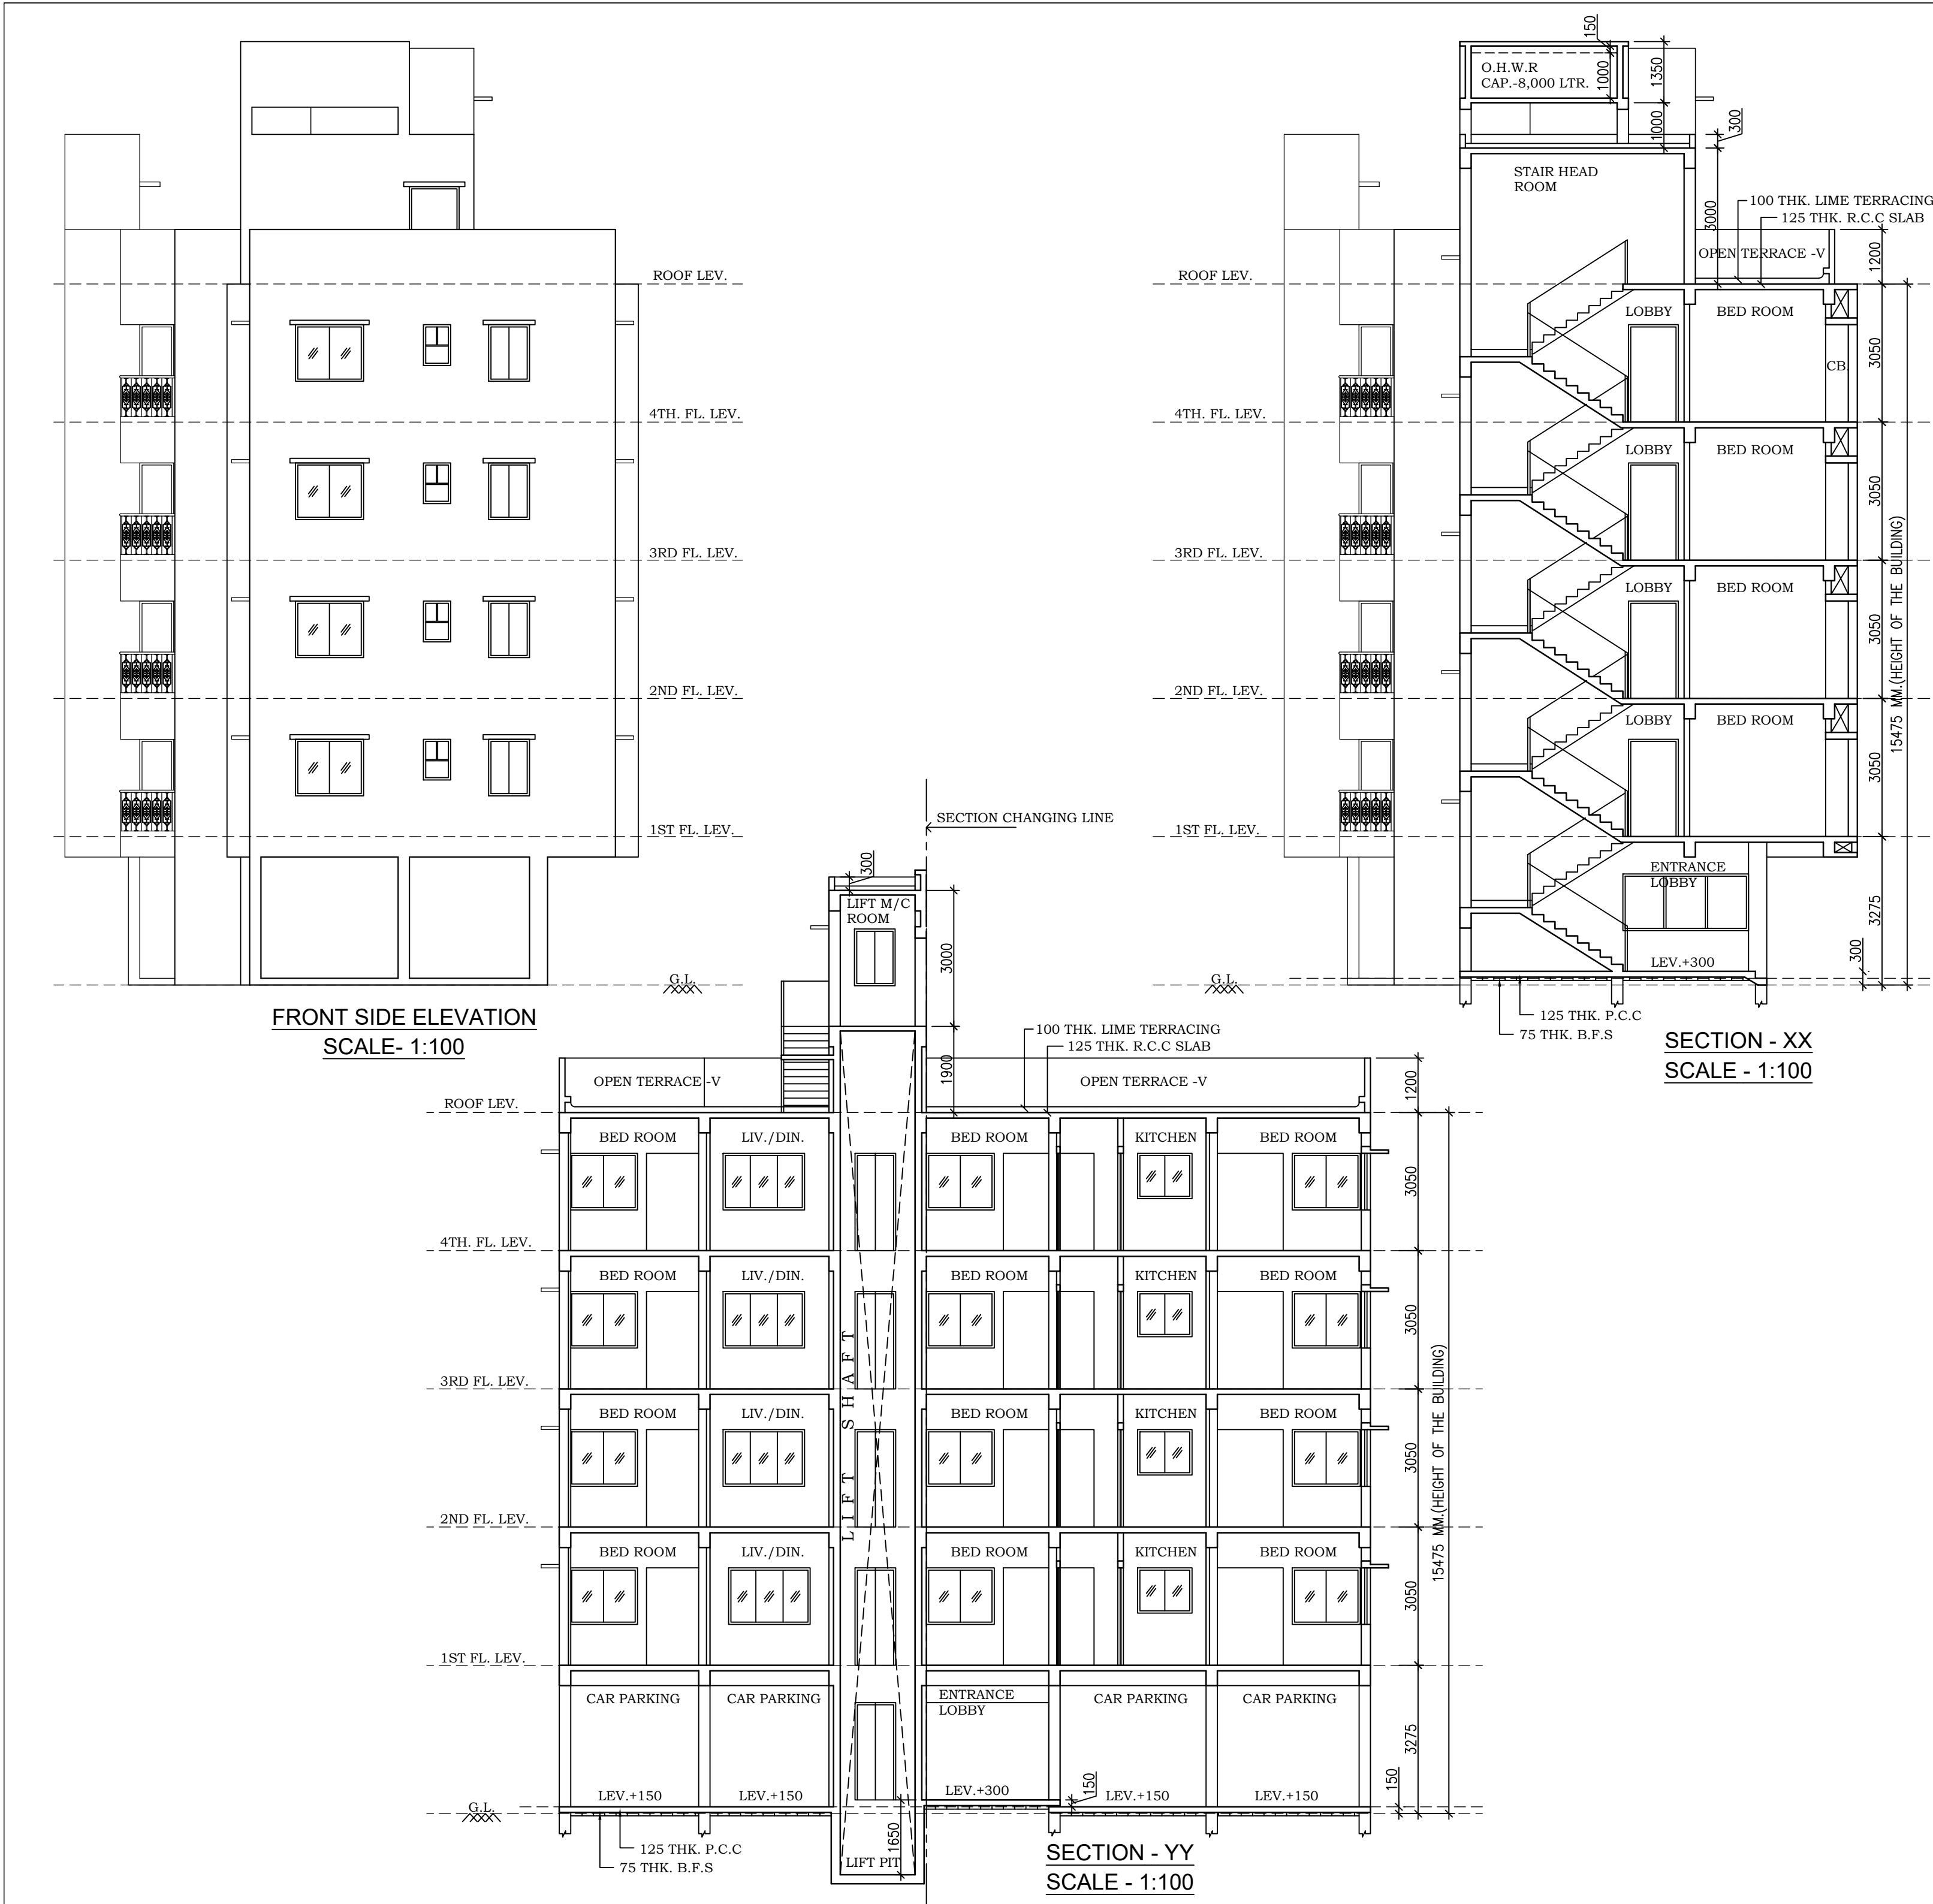 ROOF LEV.
4TH. FL. LEV.
3RD FL. LEV.
2ND FL. LEV.
1ST FL. LEV.
G.L.
FRONT SIDE ELEVATION
SCALE- 1:100
150
O.H.W.R
CAP.-8,000 LTR.
1000
1350
1000
300
STAIR HEAD
ROOM
3000
100 THK. LIME TERRACING
125 THK. R.C.C SLAB
OPEN TERRACE -V
1200
ROOF LEV.
LOBBY
BED ROOM
CB.
3050
4TH. FL. LEV.
LOBBY
BED ROOM
3050
3RD FL. LEV.
LOBBY
BED ROOM
3050
2ND FL. LEV.
LOBBY
BED ROOM
3050
15475 MM.(HEIGHT OF THE BUILDING)
1ST FL. LEV.
ENTRANCE
LOBBY
3275
300
LEV.+300
G.L.
125 THK. P.C.C
75 THK. B.F.S
SECTION - XX
SCALE - 1:100
SECTION CHANGING LINE
300
LIFT M/C
ROOM
3000
1900
100 THK. LIME TERRACING
125 THK. R.C.C SLAB
OPEN TERRACE -V
OPEN TERRACE -V
1200
ROOF LEV.
BED ROOM
LIV./DIN.
BED ROOM
KITCHEN
BED ROOM
3050
4TH. FL. LEV.
BED ROOM
LIV./DIN.
BED ROOM
KITCHEN
BED ROOM
3050
3RD FL. LEV.
BED ROOM
LIV./DIN.
BED ROOM
KITCHEN
BED ROOM
3050
2ND FL. LEV.
BED ROOM
LIV./DIN.
BED ROOM
KITCHEN
BED ROOM
3050
LIFT SHAFT
15475 MM.(HEIGHT OF THE BUILDING)
1ST FL. LEV.
CAR PARKING
CAR PARKING
ENTRANCE
LOBBY
CAR PARKING
CAR PARKING
3275
LEV.+150
LEV.+150
LEV.+300
150
LEV.+150
LEV.+150
150
G.L.
1650
LIFT PIT
125 THK. P.C.C
75 THK. B.F.S
SECTION - YY
SCALE - 1:100